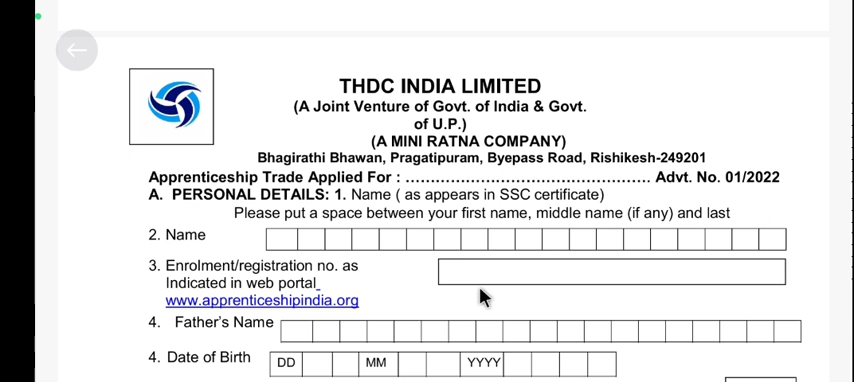 THDC INDIA LIMITED
(A Joint Venture of Govt. of India & Govt.
of U.P.)
(A MINI RATNA COMPANY)
Bhagirathi Bhawan, Pragatipuram, Byepass Road, Rishikesh-249201
Apprenticeship Trade Applied For : ................................................. Advt. No. 01/2022
A. PERSONAL DETAILS: 1. Name ( as appears in SSC certificate)
Please put a space between your first name, middle name (if any) and last
2. Name
3. Enrolment/registration no. as
Indicated in web portal
www.apprenticeshipindia.org
4. Father's Name
4. Date of Birth DD MM YYYY